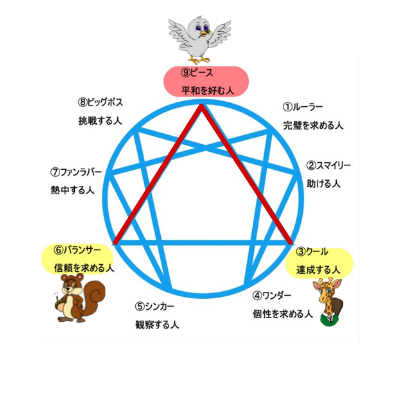 ⑨ピース
平和を好む人
⑧ビッグボス
挑戦する人
①ルーラー
完璧を求める人
②スマイリー
助ける人
⑦ファンラバー
熱中する人
⑥バランサー
信頼を求める人
③クール
達成する人
④ワンダー
個性を求める人
⑤シンカー
観察する人